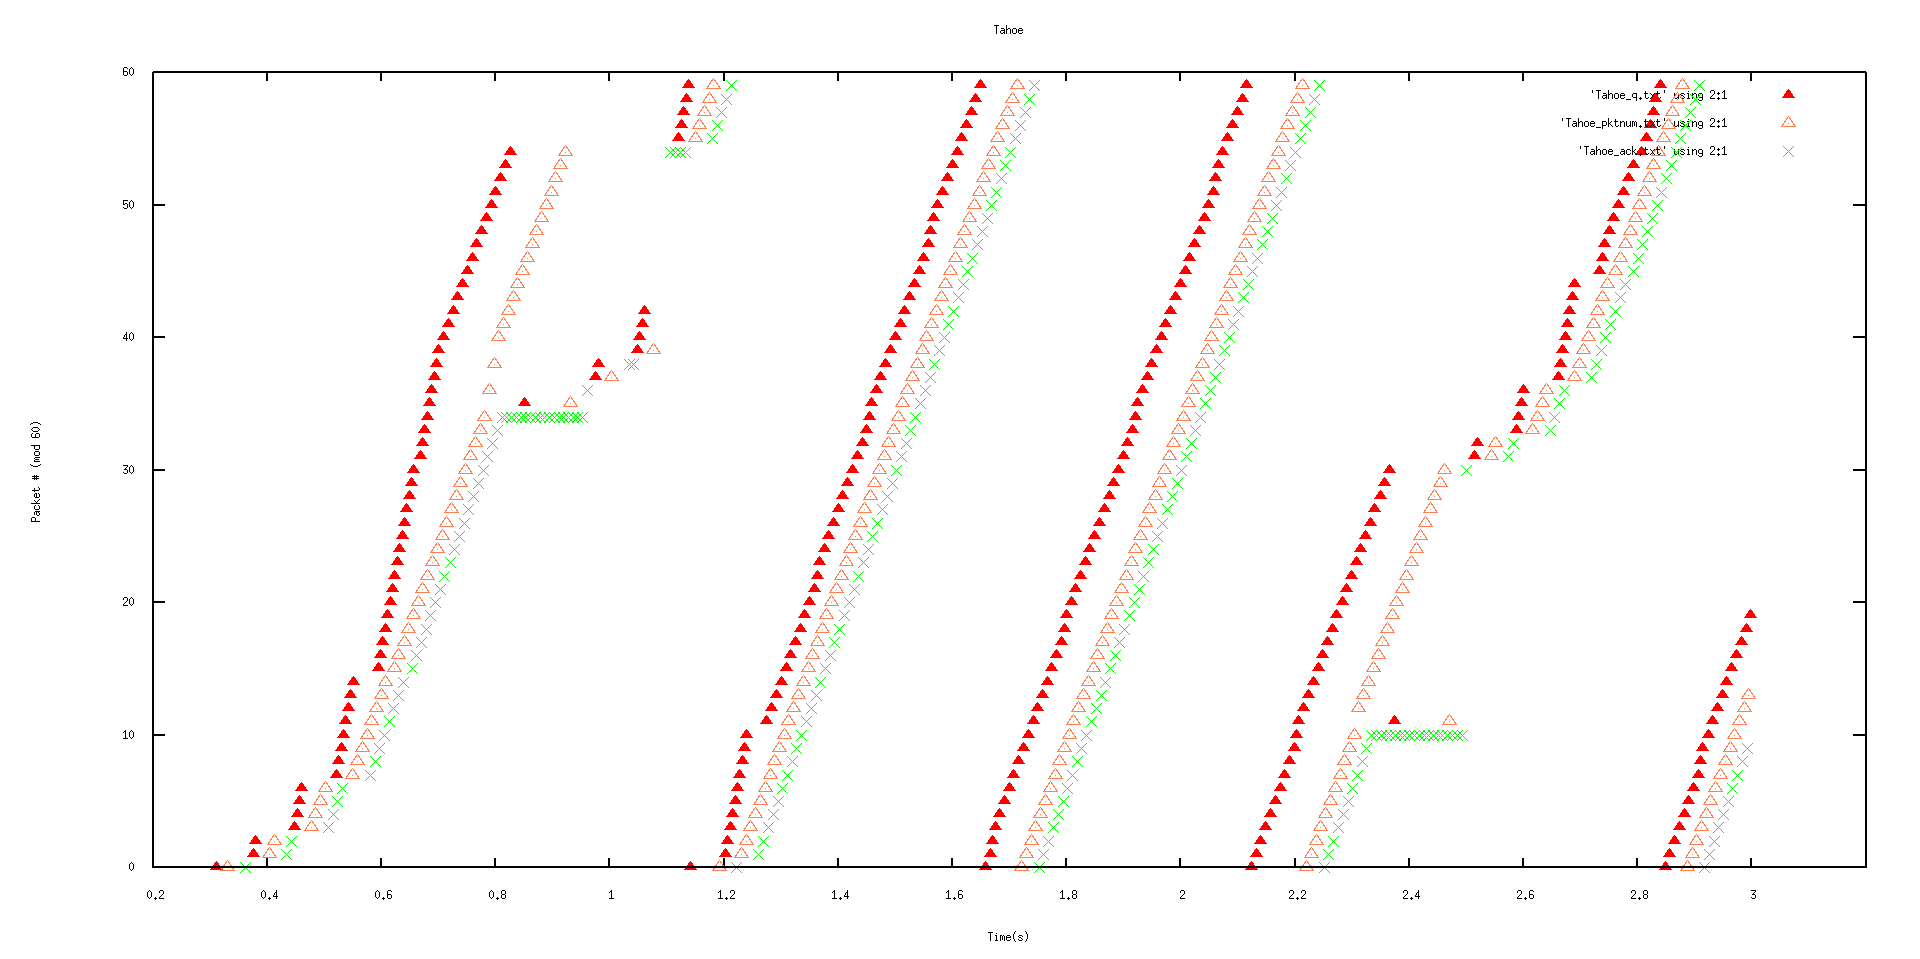 Tahoe
60
'Tahoe_q.txt' using 2:1
'Tahoe_pktnum.txt' using 2:1
'Tahoe_ack.txt' using 2:1
50
40
30
20
10
0
Packet # (mod 60)
0.2 0.4 0.6 0.8 1 1.2 1.4 1.6 1.8 2 2.2 2.4 2.6 2.8 3
Time(s)